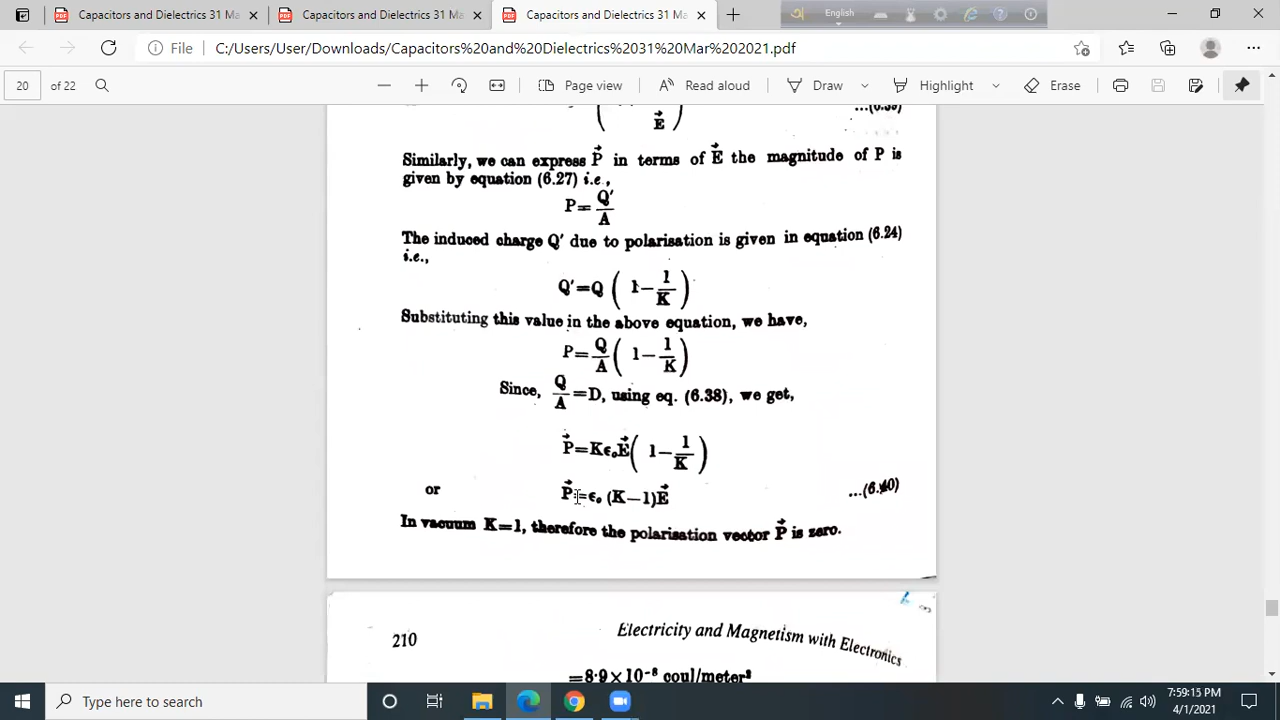 Capacitors and Dielectrics 31 Ma
Capacitors and Dielectrics 31 Ma
Capacitors and Dielectrics 31 Ma
English
File
C:/Users/User/Downloads/Capacitors%20and%20Dielectrics%2031%20Mar%202021.pdf
20 of 22
Page view
Read aloud
Draw
Highlight
Erase
E⃗
Similarly, we can express P⃗ in terms of E⃗ the magnitude of P is
given by equation (6.27) i.e.,
P=Q′/A
The induced charge Q′ due to polarisation is given in equation (6.24)
i.e.,
Q′=Q(1−1/K)
Substituting this value in the above equation, we have,
P=Q/A(1−1/K)
Since, Q/A=D, using eq. (6.38), we get,
P⃗=Kε₀E⃗(1−1/K)
or P⃗=ε₀ (K−1)E⃗ ...(6.40)
In vacuum K=1, therefore the polarisation vector P⃗ is zero.
210 Electricity and Magnetism with Electronics
=8·9×10⁻⁸ coul/meter²
Type here to search
7:59:15 PM
4/1/2021